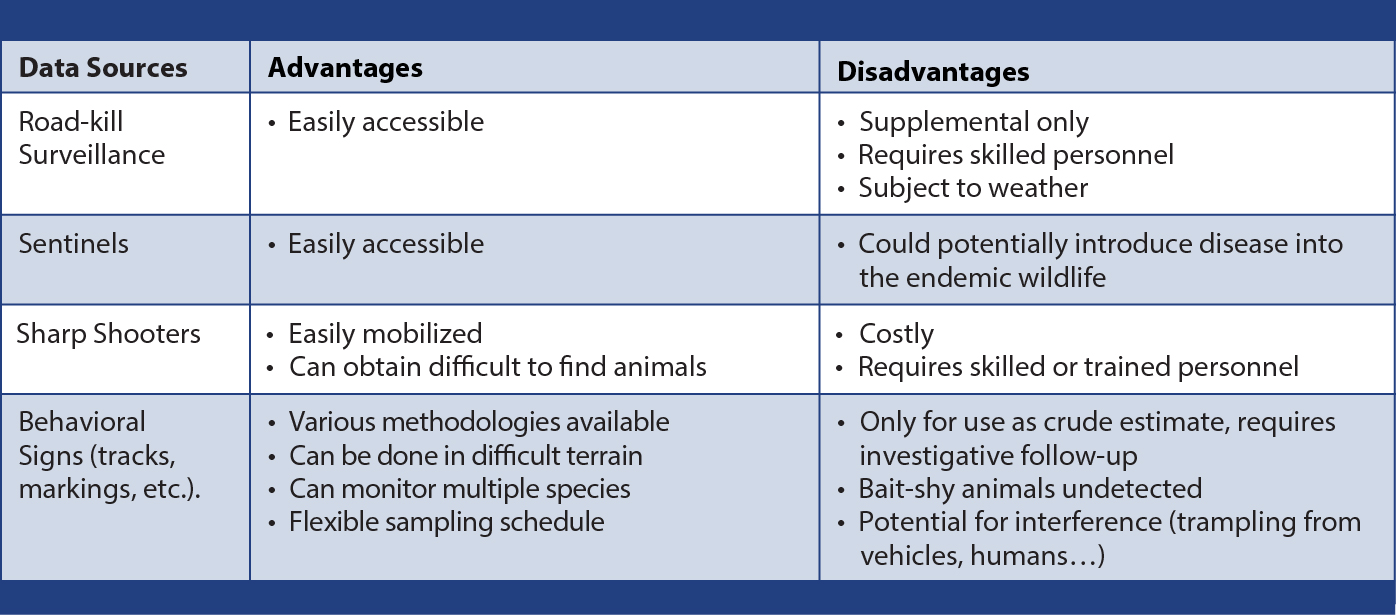 Data Sources
Advantages
Disadvantages
Road-kill
Surveillance
• Easily accessible
• Supplemental only
• Requires skilled personnel
• Subject to weather
Sentinels
• Easily accessible
• Could potentially introduce disease into
the endemic wildlife
Sharp Shooters
• Easily mobilized
• Can obtain difficult to find animals
• Costly
• Requires skilled or trained personnel
Behavioral
Signs (tracks,
markings, etc.).
• Various methodologies available
• Can be done in difficult terrain
• Can monitor multiple species
• Flexible sampling schedule
• Only for use as crude estimate, requires
investigative follow-up
• Bait-shy animals undetected
• Potential for interference (trampling from
vehicles, humans…)